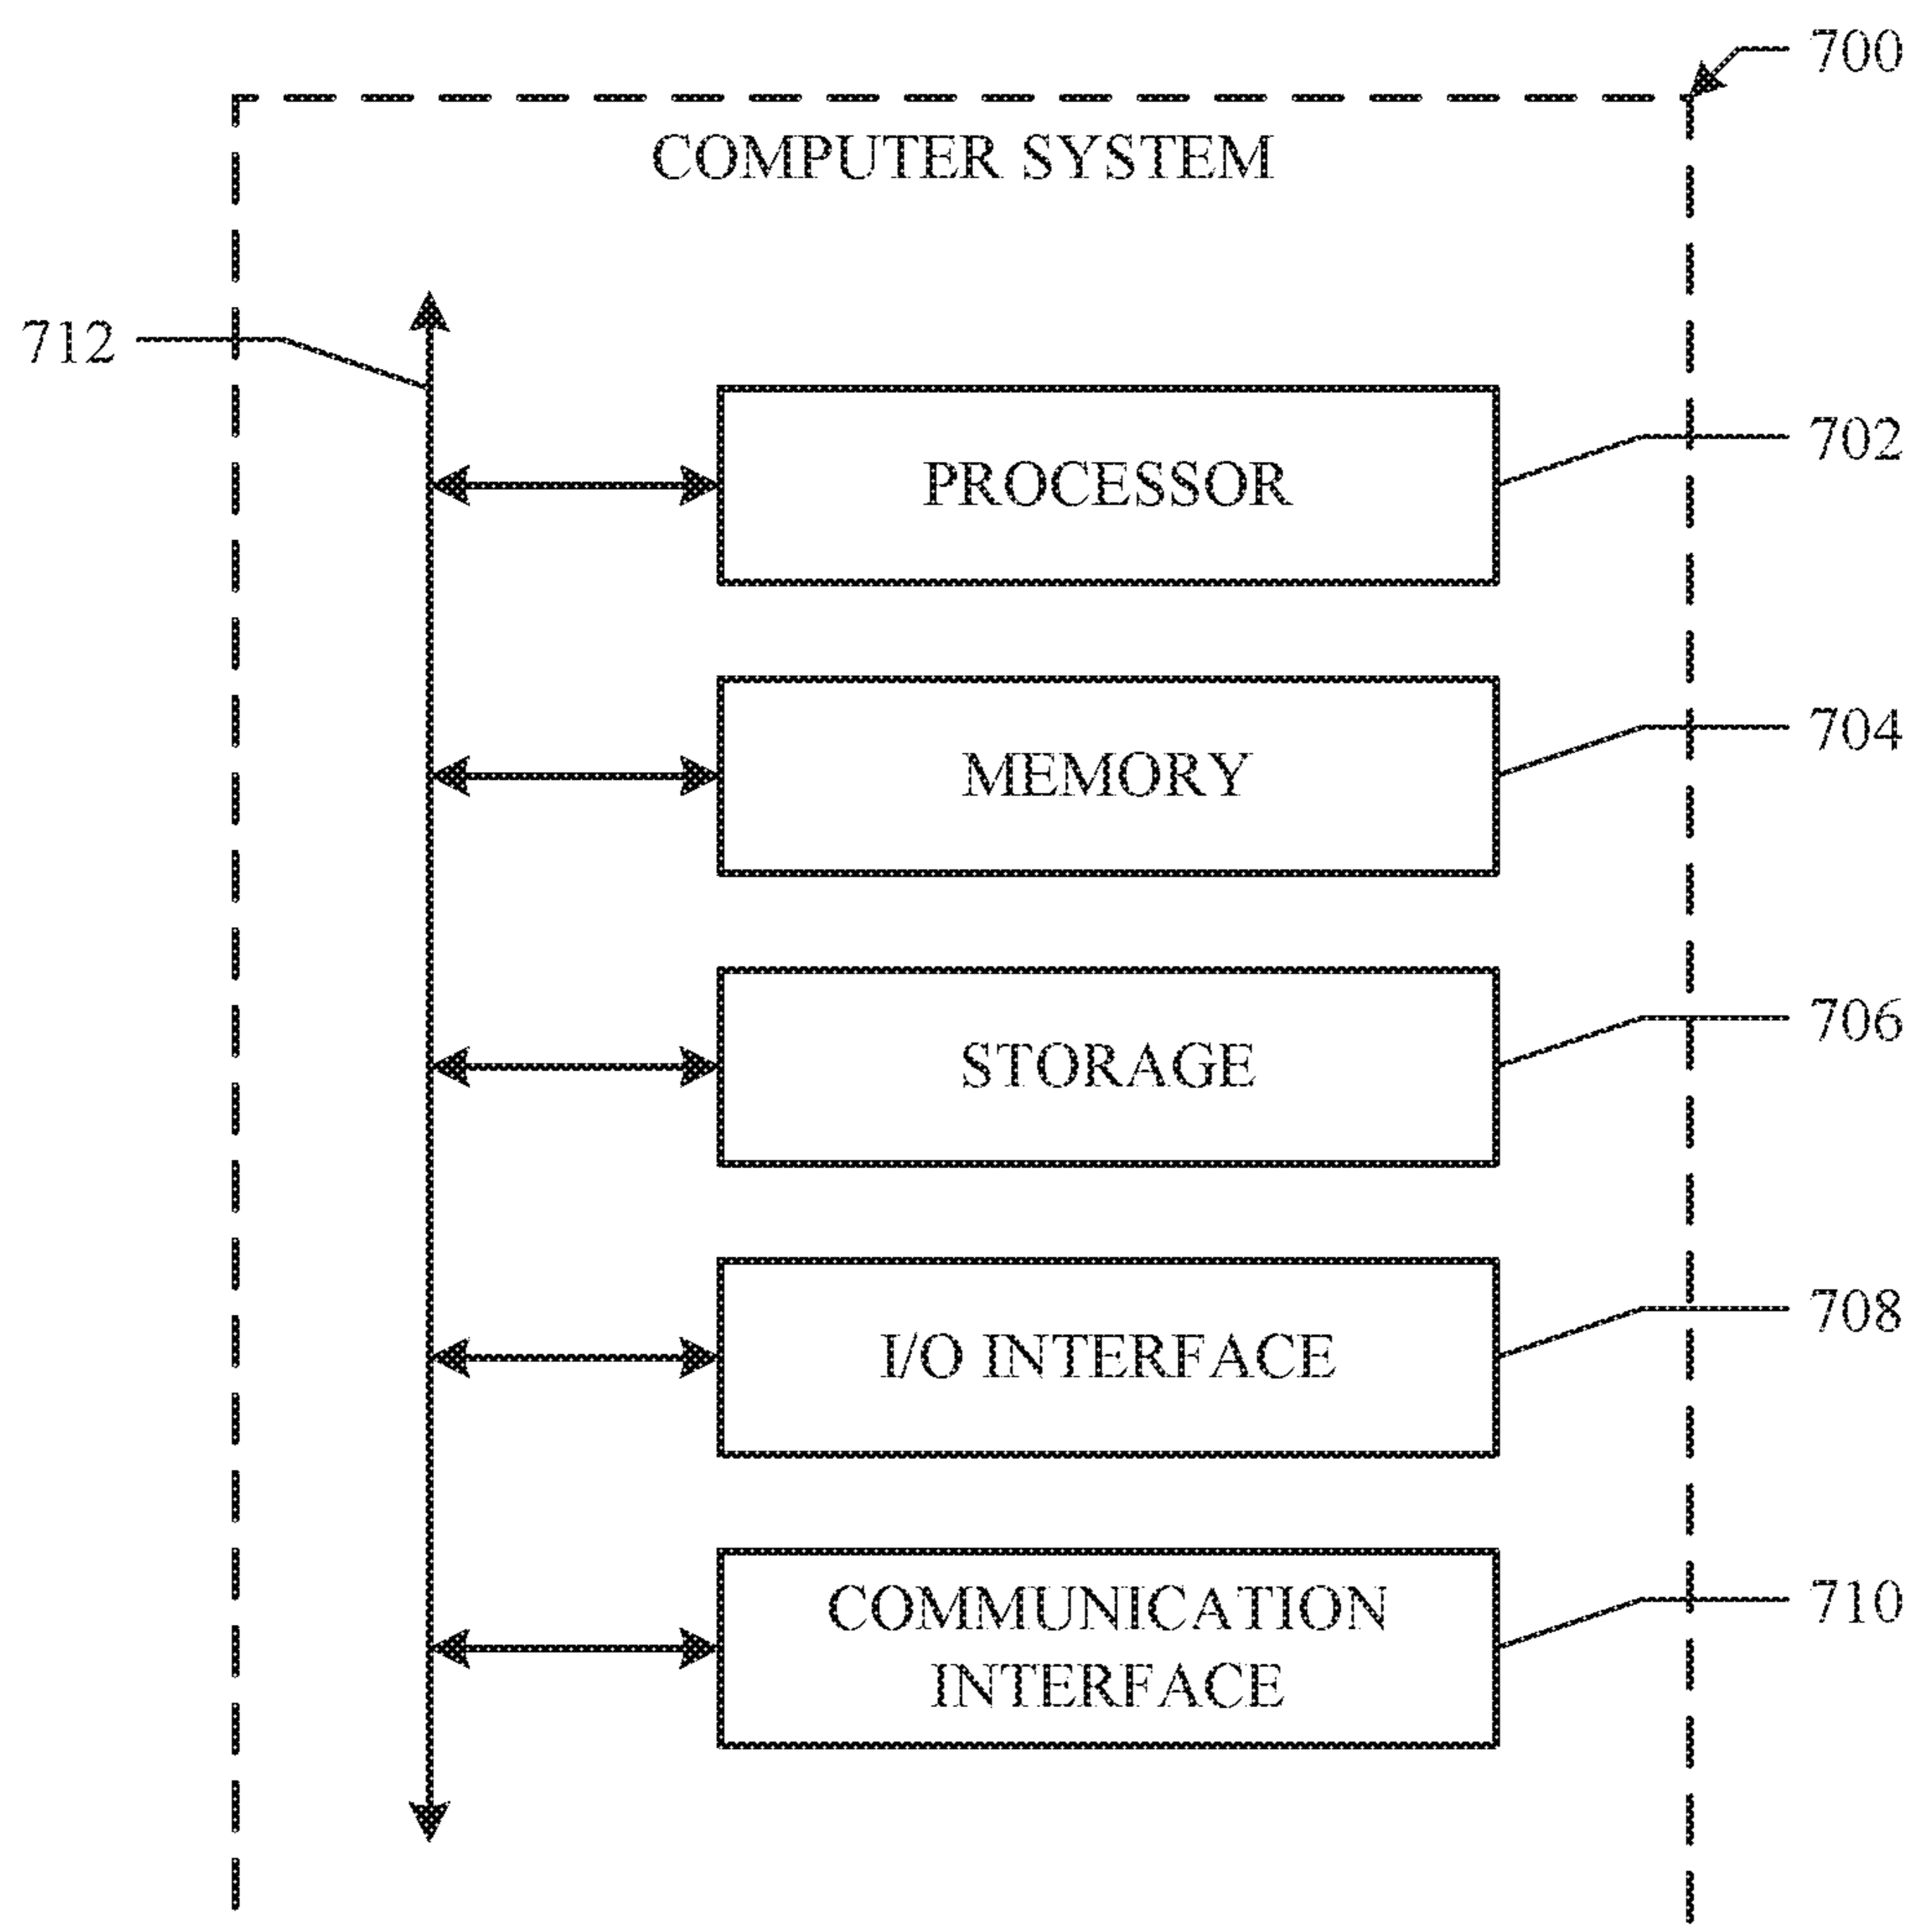 700
COMPUTER SYSTEM
712
702
PROCESSOR
704
MEMORY
706
STORAGE
708
I/O INTERFACE
710
COMMUNICATION
INTERFACE